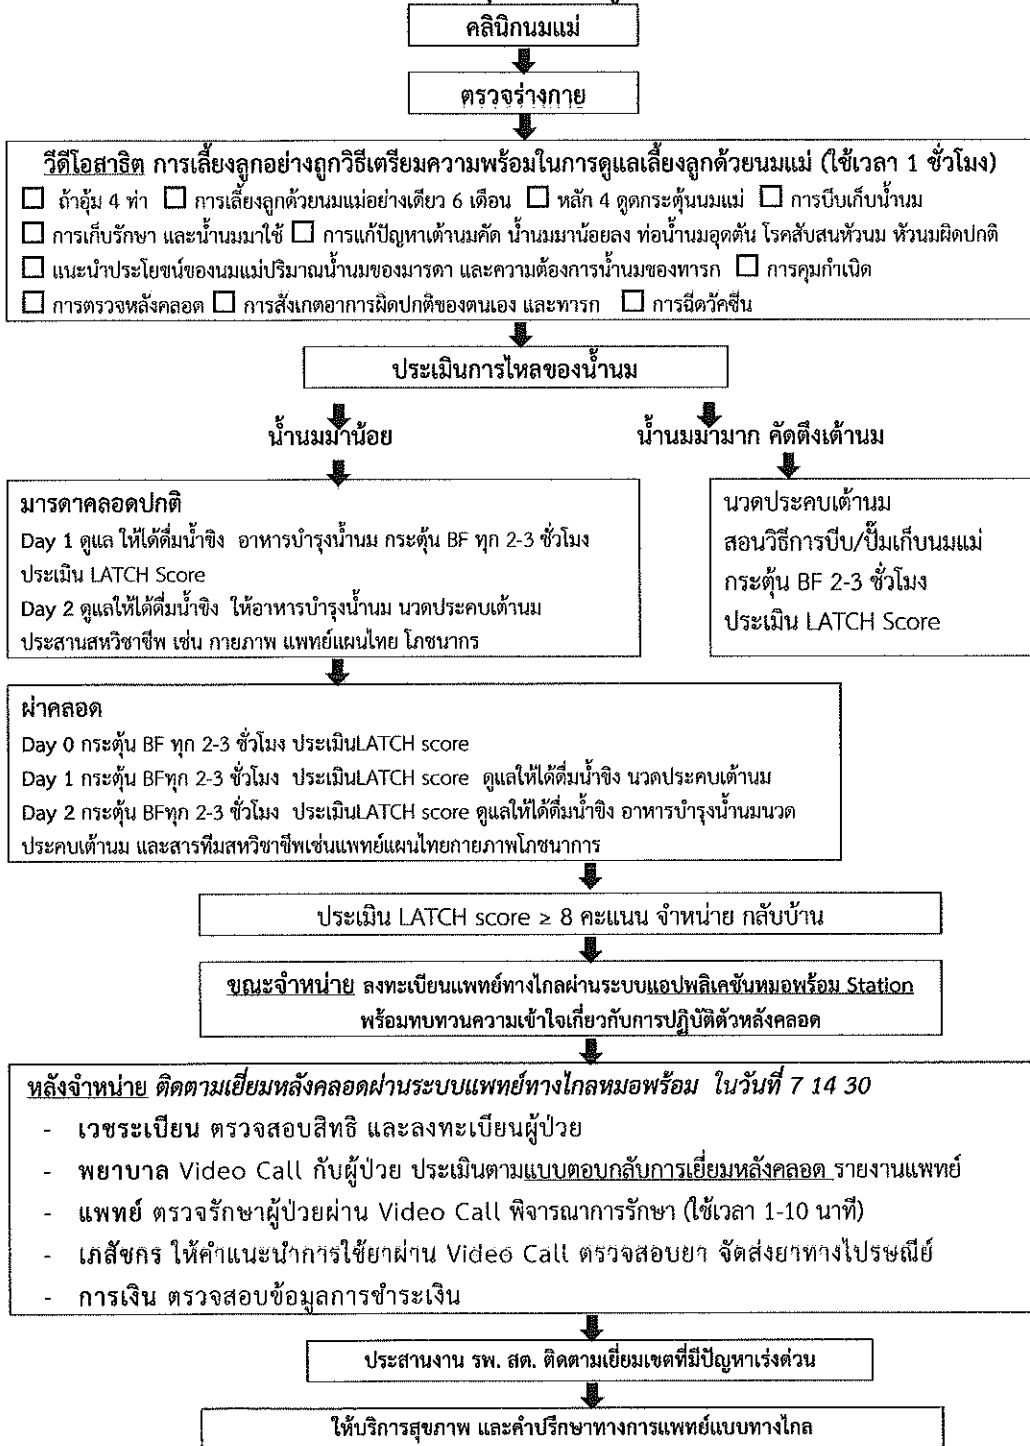 คลินิกนมแม่
ตรวจร่างกาย
วีดีโอสาธิต การเลี้ยงลูกอย่างถูกวิธีเตรียมความพร้อมในการดูแลเลี้ยงลูกด้วยนมแม่ (ใช้เวลา 1 ชั่วโมง)
☐ ถ้าอุ้ม 4 ท่า ☐ การเลี้ยงลูกด้วยนมแม่อย่างเดียว 6 เดือน ☐ หลัก 4 ดูดกระตุ้นนมแม่ ☐ การบีบเก็บน้ำนม
☐ การเก็บรักษา และน้ำนมมาใช้ ☐ การแก้ปัญหาเต้านมคัด น้ำนมมาน้อยลง ท่อน้ำนมอุดตัน โรคสับสนหัวนม หัวนมผิดปกติ
☐ แนะนำประโยชน์ของนมแม่ปริมาณน้ำนมของมารดา และความต้องการน้ำนมของทารก ☐ การคุมกำเนิด
☐ การตรวจหลังคลอด ☐ การสังเกตอาการผิดปกติของตนเอง และทารก ☐ การฉีดวัคซีน
ประเมินการไหลของน้ำนม
น้ำนมมาน้อย
น้ำนมมามาก คัดตึงเต้านม
มารดาคลอดปกติ
Day 1 ดูแล ให้ได้ดื่มน้ำขิง อาหารบำรุงน้ำนม กระตุ้น BF ทุก 2-3 ชั่วโมง
ประเมิน LATCH Score
Day 2 ดูแลให้ได้ดื่มน้ำขิง ให้อาหารบำรุงน้ำนม นวดประคบเต้านม
ประสานสหวิชาชีพ เช่น กายภาพ แพทย์แผนไทย โภชนากร
นวดประคบเต้านม
สอนวิธีการบีบ/ปั๊มเก็บนมแม่
กระตุ้น BF 2-3 ชั่วโมง
ประเมิน LATCH Score
ผ่าคลอด
Day 0 กระตุ้น BF ทุก 2-3 ชั่วโมง ประเมินLATCH score
Day 1 กระตุ้น BFทุก 2-3 ชั่วโมง ประเมินLATCH score ดูแลให้ได้ดื่มน้ำขิง นวดประคบเต้านม
Day 2 กระตุ้น BFทุก 2-3 ชั่วโมง ประเมินLATCH score ดูแลให้ได้ดื่มน้ำขิง อาหารบำรุงน้ำนมนวด
ประคบเต้านม และสารทีมสหวิชาชีพเช่นแพทย์แผนไทยกายภาพโภชนาการ
ประเมิน LATCH score ≥ 8 คะแนน จำหน่าย กลับบ้าน
ขณะจำหน่าย ลงทะเบียนแพทย์ทางไกลผ่านระบบแอปพลิเคชันหมอพร้อม Station
พร้อมทบทวนความเข้าใจเกี่ยวกับการปฏิบัติตัวหลังคลอด
หลังจำหน่าย ติดตามเยี่ยมหลังคลอดผ่านระบบแพทย์ทางไกลหมอพร้อม ในวันที่ 7 14 30
- เวชระเบียน ตรวจสอบสิทธิ และลงทะเบียนผู้ป่วย
- พยาบาล Video Call กับผู้ป่วย ประเมินตามแบบตอบกลับการเยี่ยมหลังคลอด รายงานแพทย์
- แพทย์ ตรวจรักษาผู้ป่วยผ่าน Video Call พิจารณาการรักษา (ใช้เวลา 1-10 นาที)
- เภสัชกร ให้คำแนะนำการใช้ยาผ่าน Video Call ตรวจสอบยา จัดส่งยาทางไปรษณีย์
- การเงิน ตรวจสอบข้อมูลการชำระเงิน
ประสานงาน รพ. สต. ติดตามเยี่ยมเขตที่มีปัญหาเร่งด่วน
ให้บริการสุขภาพ และคำปรึกษาทางการแพทย์แบบทางไกล